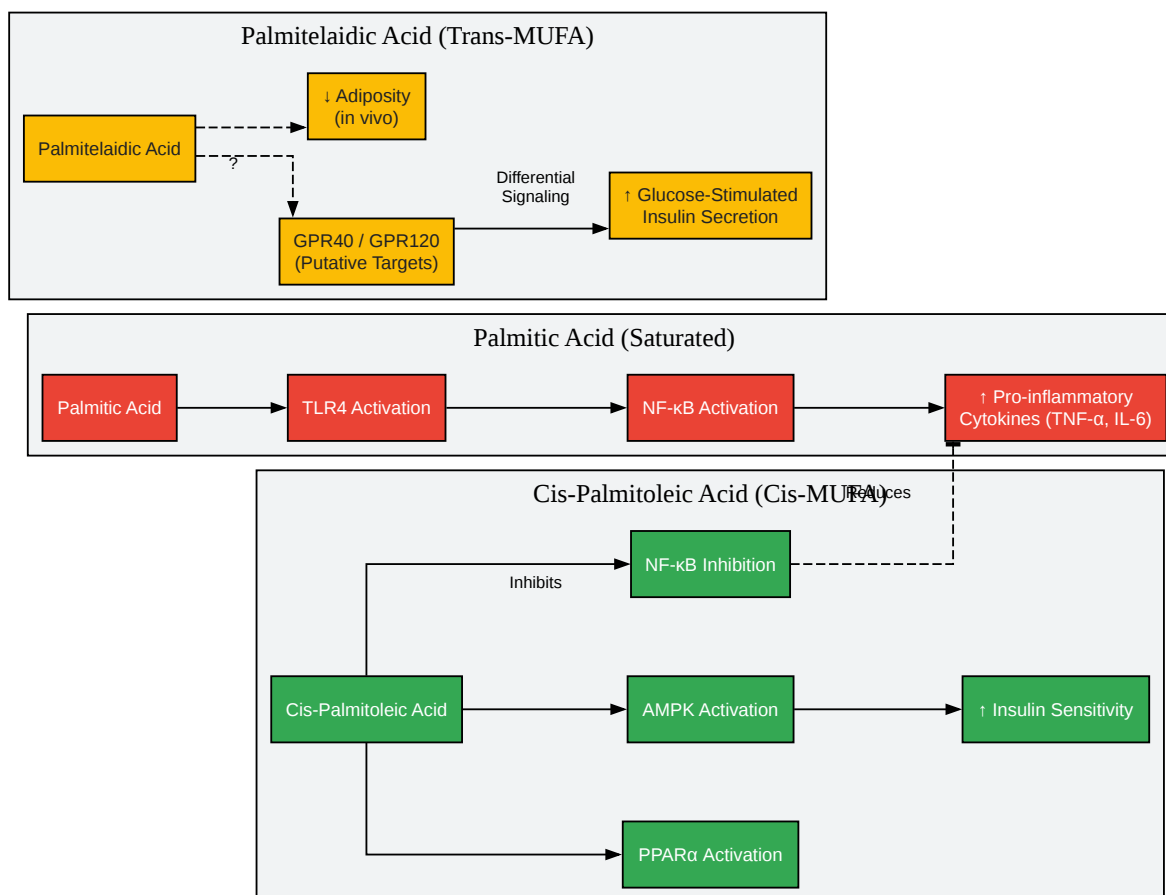 Palmitelaidic Acid (Trans-MUFA)
↓ Adiposity
(in vivo)
Palmitelaidic Acid
?
Differential
Signaling
↑ Glucose-Stimulated
Insulin Secretion
GPR40 / GPR120
(Putative Targets)
Palmitic Acid (Saturated)
Palmitic Acid
TLR4 Activation
NF-κB Activation
↑ Pro-inflammatory
Cytokines (TNF-α, IL-6)
Cis-Palmitoleic Acid (Cis-MUFA)
Reduces
NF-κB Inhibition
Inhibits
Cis-Palmitoleic Acid
AMPK Activation
↑ Insulin Sensitivity
PPARα Activation